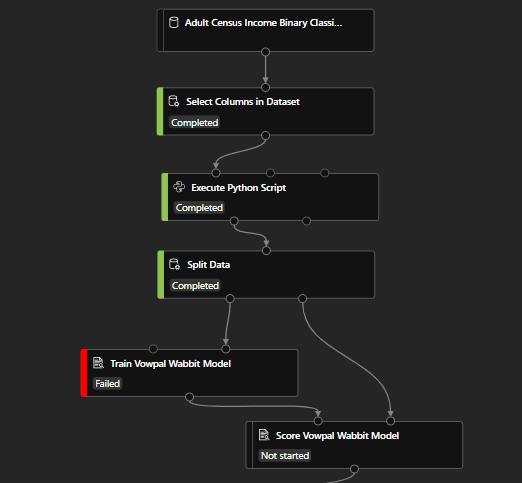 Adult Census Income Binary Classi...
Select Columns in Dataset
Completed
Execute Python Script
Completed
Split Data
Completed
Train Vowpal Wabbit Model
Failed
Score Vowpal Wabbit Model
Not started